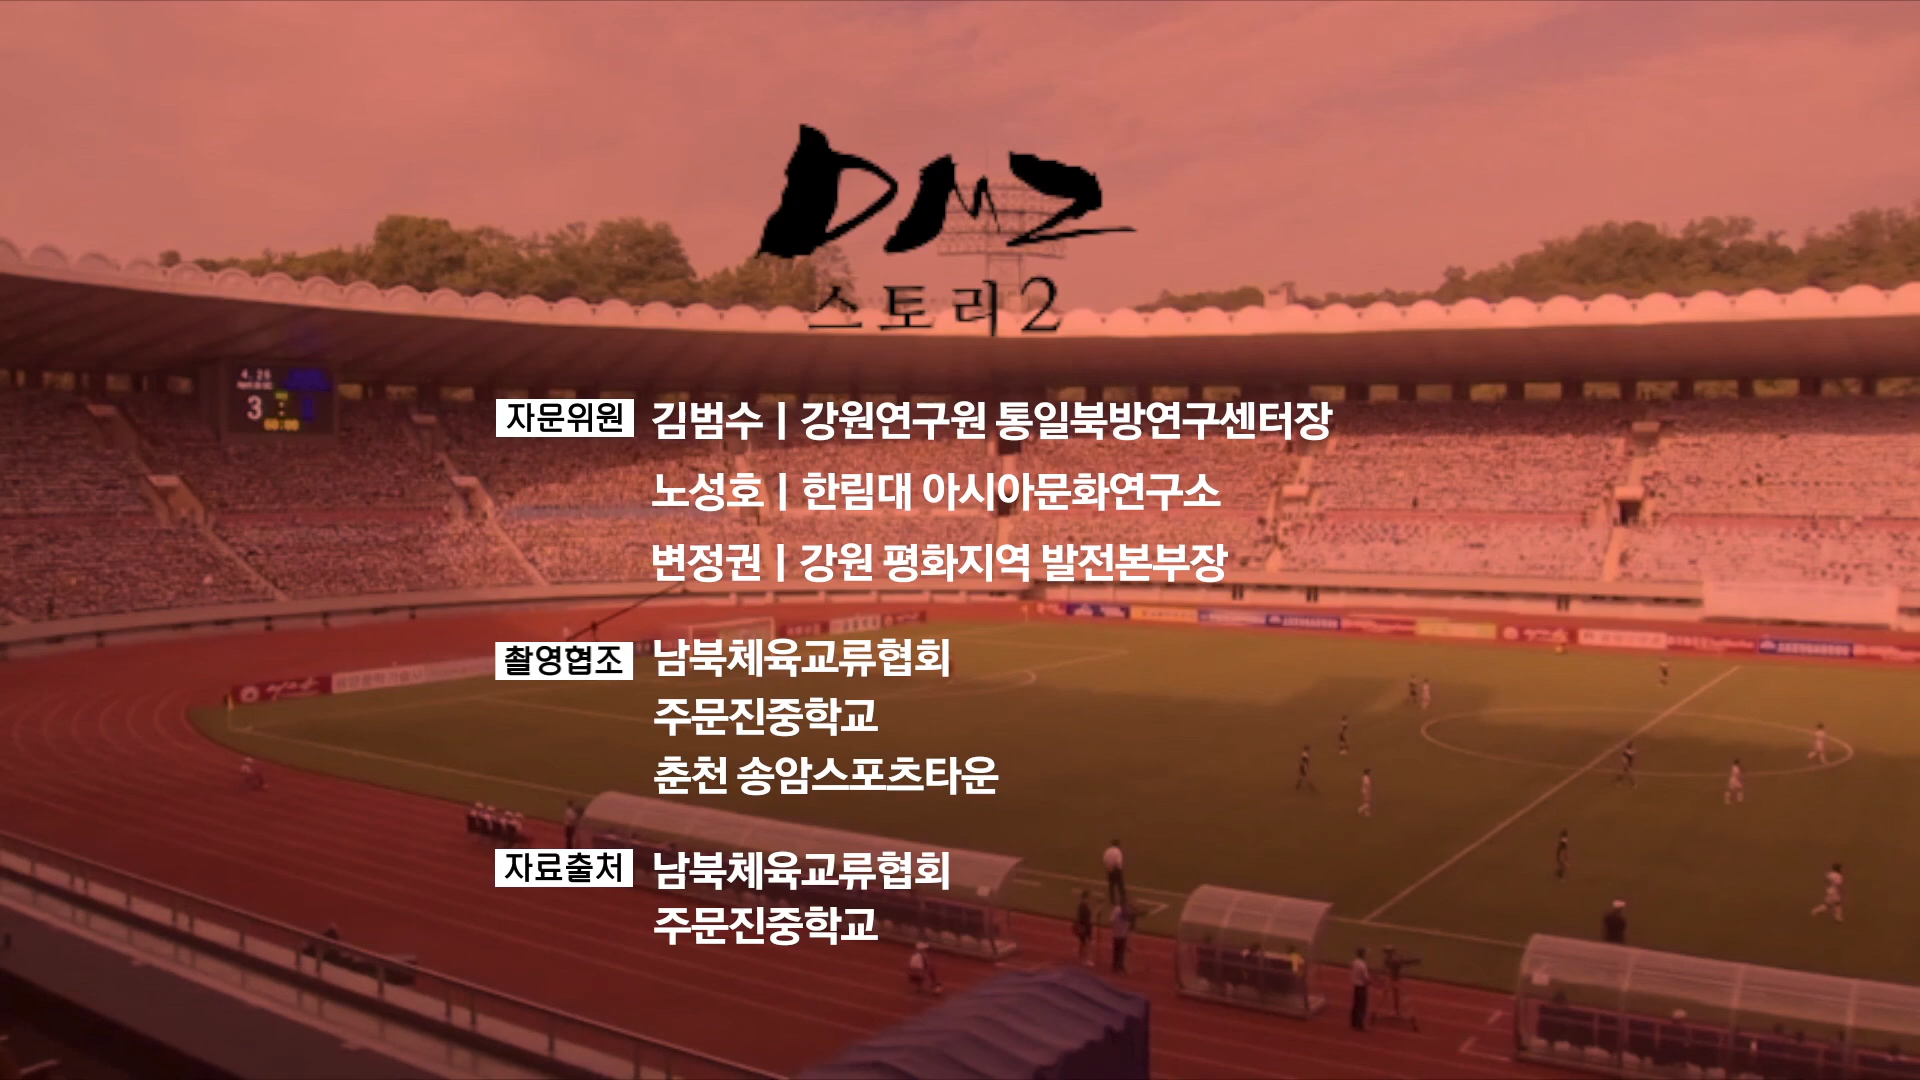 DMZ
스토리2
자문위원 김범수 | 강원연구원 통일북방연구센터장
노성호 | 한림대 아시아문화연구소
변정권 | 강원 평화지역 발전본부장
촬영협조 남북체육교류협회
주문진중학교
춘천 송암스포츠타운
자료출처 남북체육교류협회
주문진중학교
4.25
3
60:00